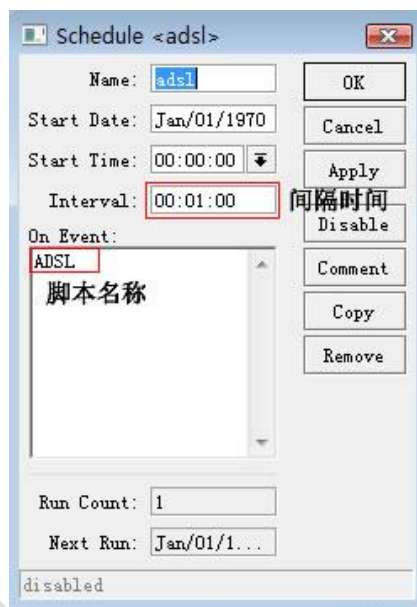 Schedule <adsl>
Name: adsl
OK
Start Date: Jan/01/1970
Cancel
Start Time: 00:00:00
Apply
Interval: 00:01:00
间隔时间
Disable
On Event:
ADSL
脚本名称
Comment
Copy
Remove
Run Count: 1
Next Run: Jan/01/1...
disabled